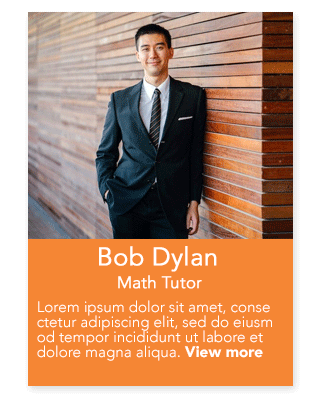 Bob Dylan
Math Tutor
Lorem ipsum dolor sit amet, conse
ctetur adipiscing elit, sed do eiusm
od tempor incididunt ut labore et
dolore magna aliqua. View more